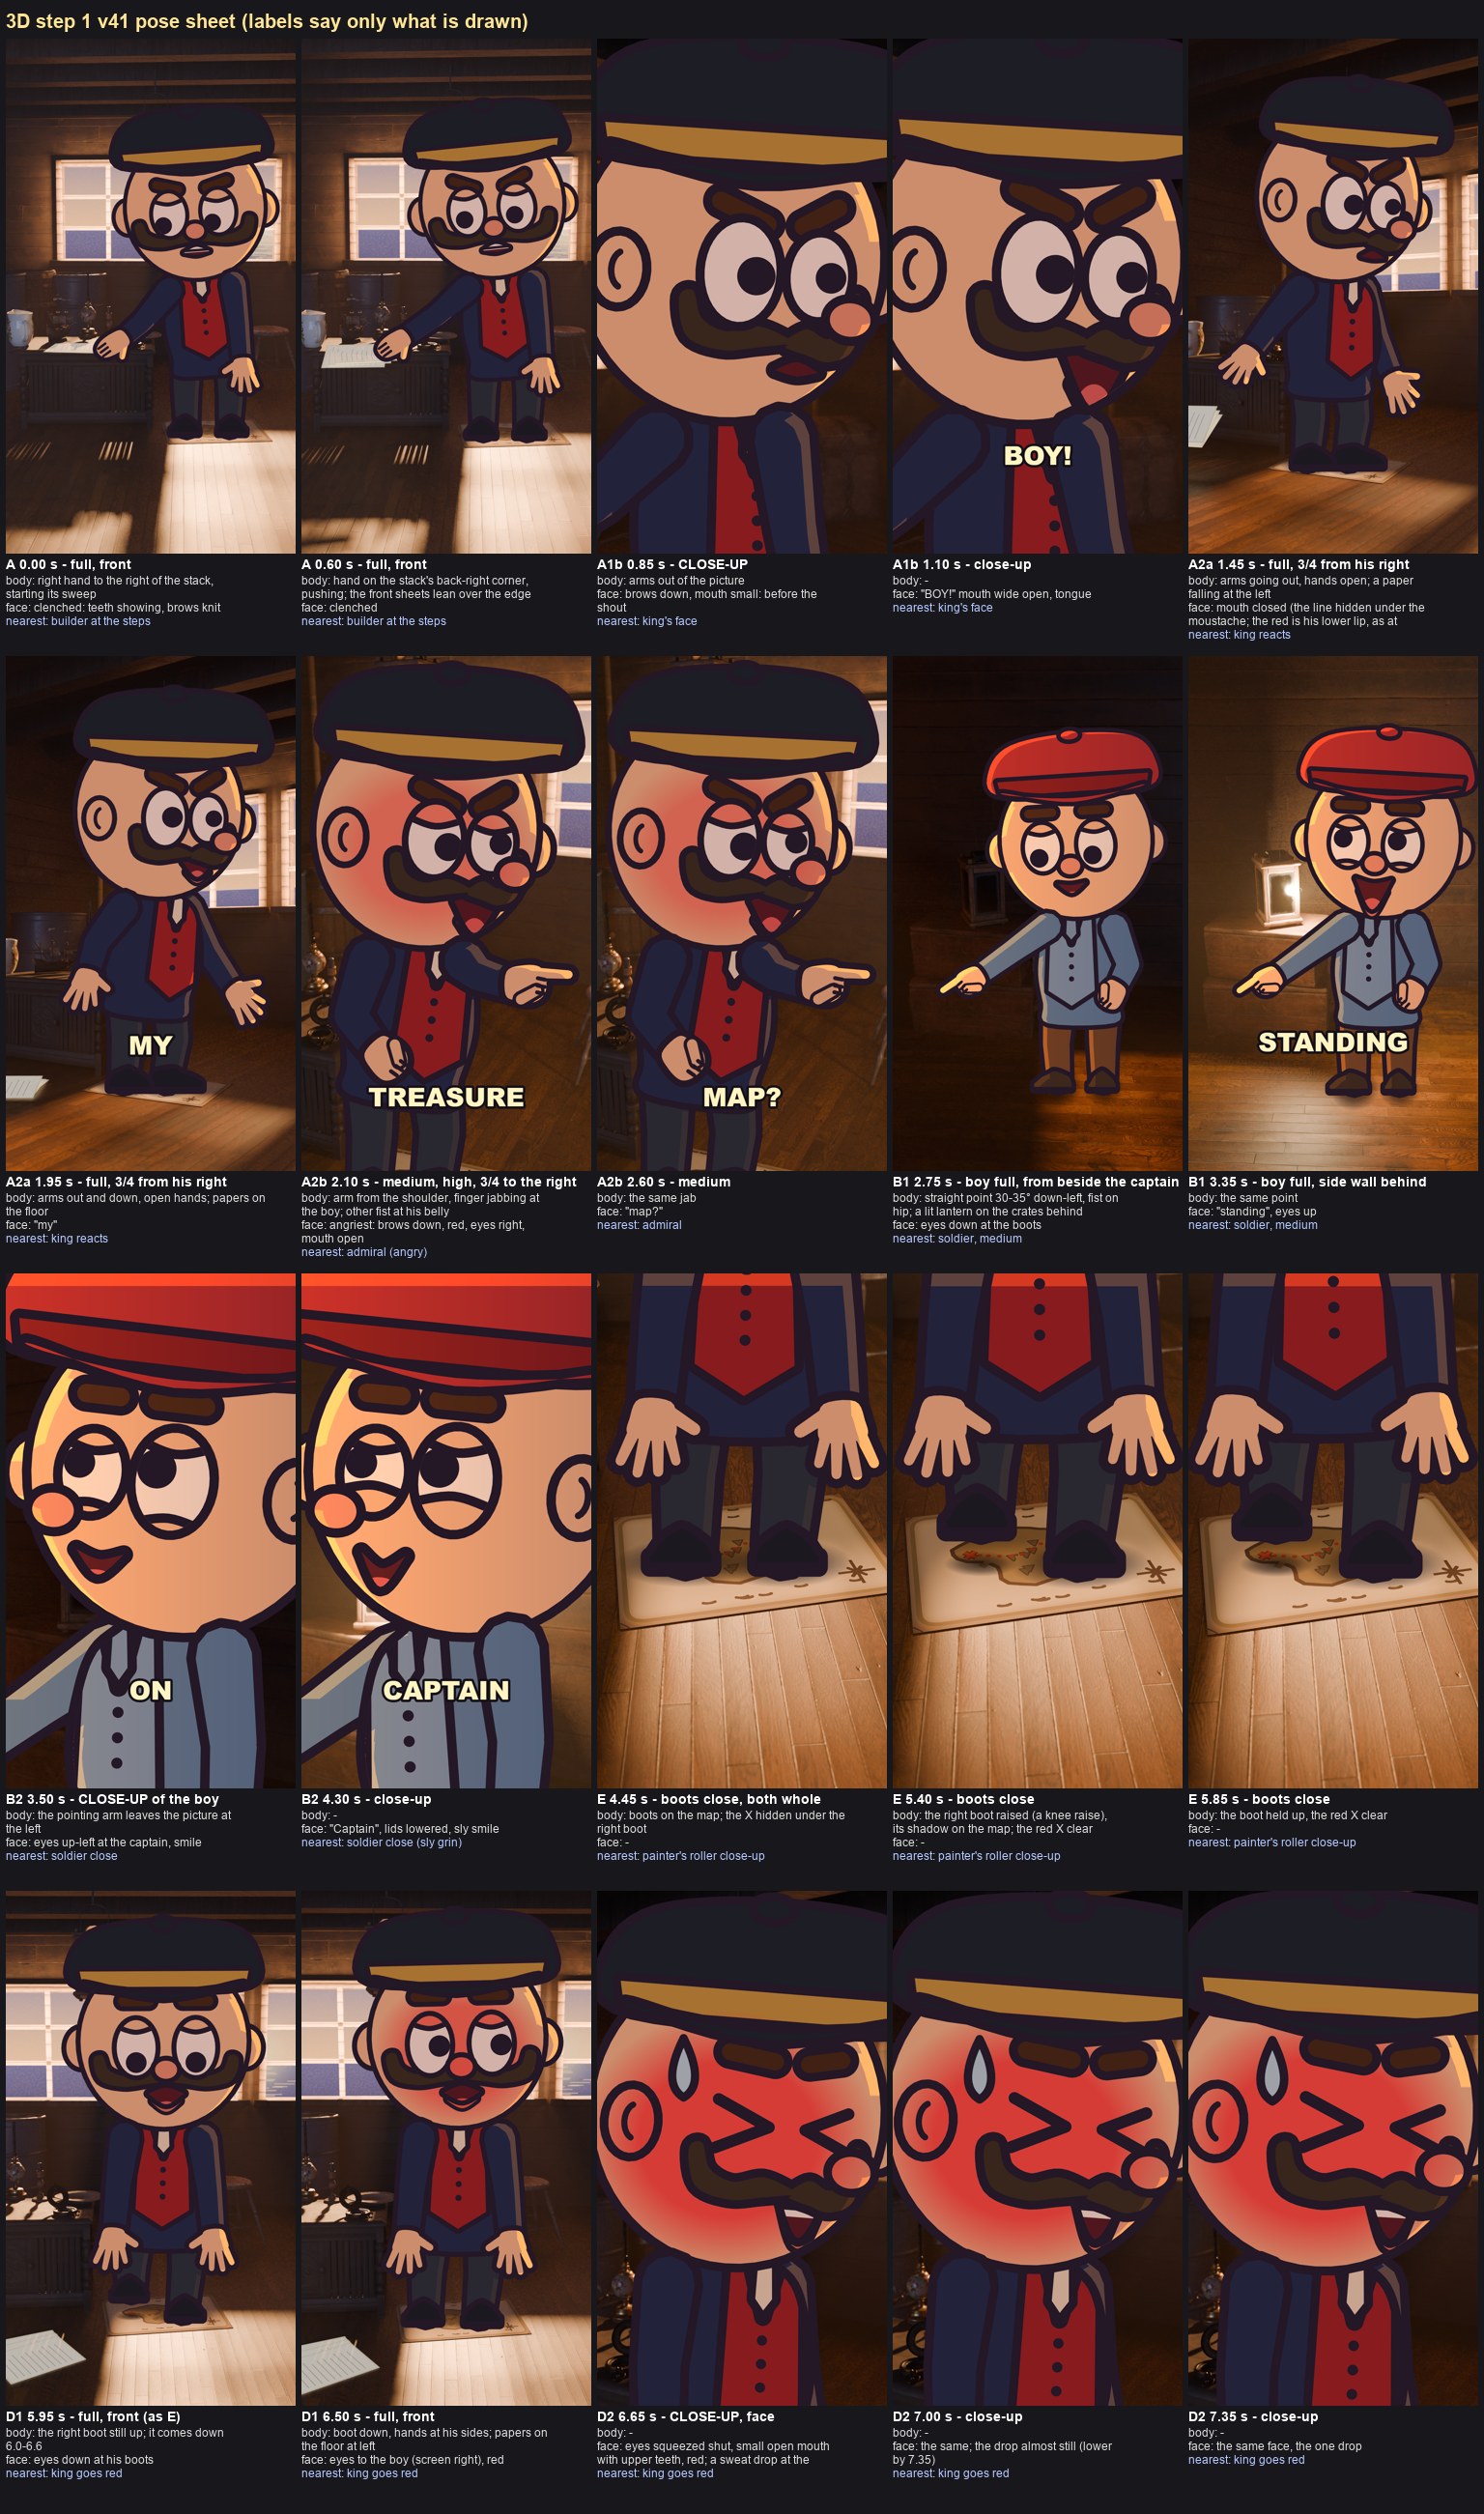 3D step 1 v41 pose sheet (labels say only what is drawn)
BOY!
A 0.00 s - full, front
body: right hand to the right of the stack,
starting its sweep
face: clenched: teeth showing, brows knit
nearest: builder at the steps
A 0.60 s - full, front
body: hand on the stack's back-right corner,
pushing; the front sheets lean over the edge
face: clenched
nearest: builder at the steps
A1b 0.85 s - CLOSE-UP
body: arms out of the picture
face: brows down, mouth small: before the
shout
nearest: king's face
A1b 1.10 s - close-up
body: -
face: "BOY!" mouth wide open, tongue
nearest: king's face
A2a 1.45 s - full, 3/4 from his right
body: arms going out, hands open; a paper
falling at the left
face: mouth closed (the line hidden under the
moustache; the red is his lower lip, as at
nearest: king reacts
MY
TREASURE
MAP?
STANDING
A2a 1.95 s - full, 3/4 from his right
body: arms out and down, open hands; papers on
the floor
face: "my"
nearest: king reacts
A2b 2.10 s - medium, high, 3/4 to the right
body: arm from the shoulder, finger jabbing at
the boy; other fist at his belly
face: angriest: brows down, red, eyes right,
mouth open
nearest: admiral (angry)
A2b 2.60 s - medium
body: the same jab
face: "map?"
nearest: admiral
B1 2.75 s - boy full, from beside the captain
body: straight point 30-35° down-left, fist on
hip; a lit lantern on the crates behind
face: eyes down at the boots
nearest: soldier, medium
B1 3.35 s - boy full, side wall behind
body: the same point
face: "standing", eyes up
nearest: soldier, medium
ON
CAPTAIN
B2 3.50 s - CLOSE-UP of the boy
body: the pointing arm leaves the picture at
the left
face: eyes up-left at the captain, smile
nearest: soldier close
B2 4.30 s - close-up
body: -
face: "Captain", lids lowered, sly smile
nearest: soldier close (sly grin)
E 4.45 s - boots close, both whole
body: boots on the map; the X hidden under the
right boot
face: -
nearest: painter's roller close-up
E 5.40 s - boots close
body: the right boot raised (a knee raise),
its shadow on the map; the red X clear
face: -
nearest: painter's roller close-up
E 5.85 s - boots close
body: the boot held up, the red X clear
face: -
nearest: painter's roller close-up
D1 5.95 s - full, front (as E)
body: the right boot still up; it comes down
6.0-6.6
face: eyes down at his boots
nearest: king goes red
D1 6.50 s - full, front
body: boot down, hands at his sides; papers on
the floor at left
face: eyes to the boy (screen right), red
nearest: king goes red
D2 6.65 s - CLOSE-UP, face
body: -
face: eyes squeezed shut, small open mouth
with upper teeth, red; a sweat drop at the
nearest: king goes red
D2 7.00 s - close-up
body: -
face: the same; the drop almost still (lower
by 7.35)
nearest: king goes red
D2 7.35 s - close-up
body: -
face: the same face, the one drop
nearest: king goes red